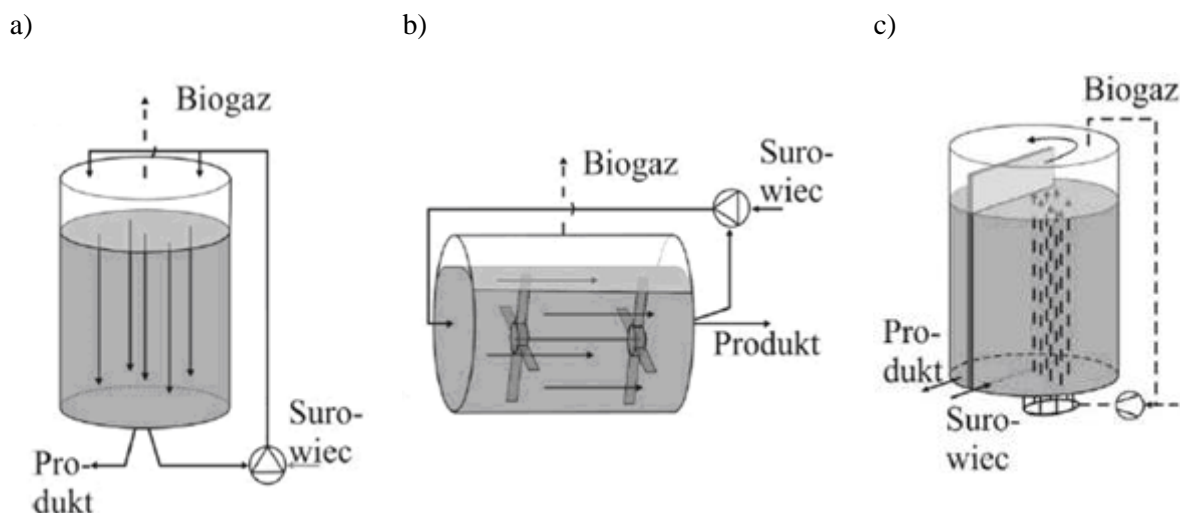 a)
b)
c)
Biogaz
Suro-
wiec
Pro-
dukt
Biogaz
Suro-
wiec
Produkt
Biogaz
Pro-
dukt
Suro-
wiec